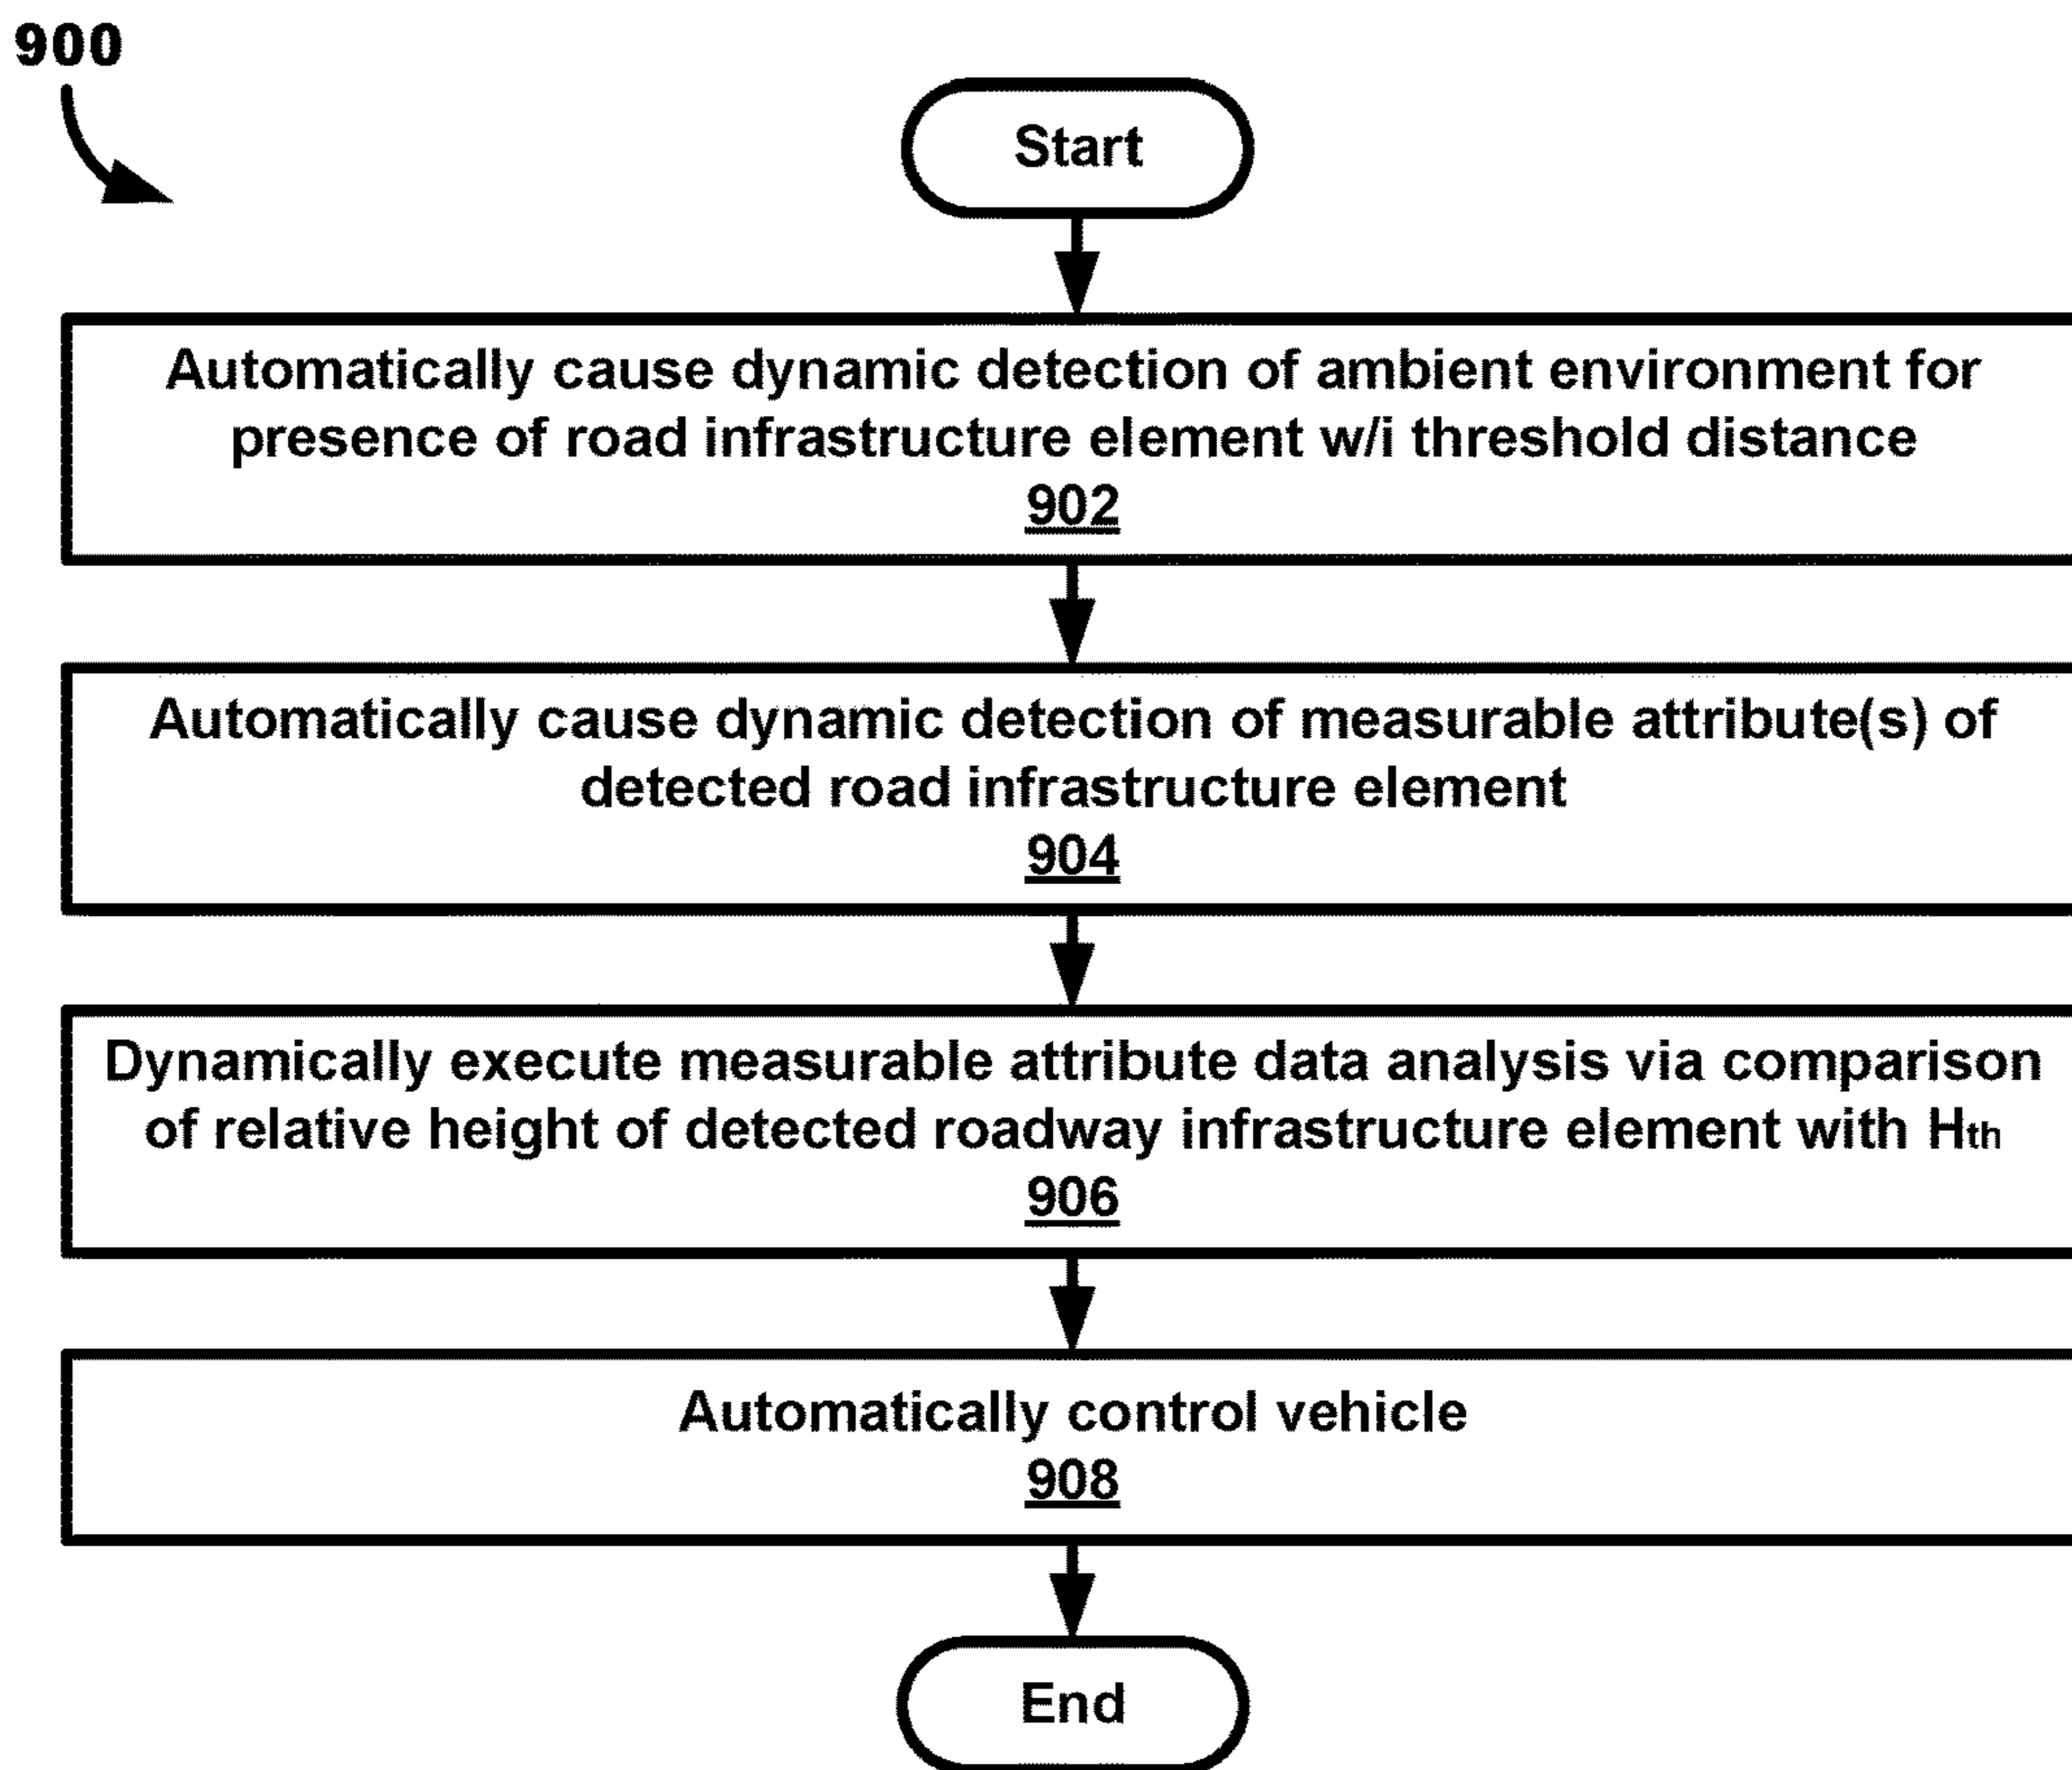 900
Start
Automatically cause dynamic detection of ambient environment for
presence of road infrastructure element w/i threshold distance
902
Automatically cause dynamic detection of measurable attribute(s) of
detected road infrastructure element
904
Dynamically execute measurable attribute data analysis via comparison
of relative height of detected roadway infrastructure element with Hth
906
Automatically control vehicle
908
End